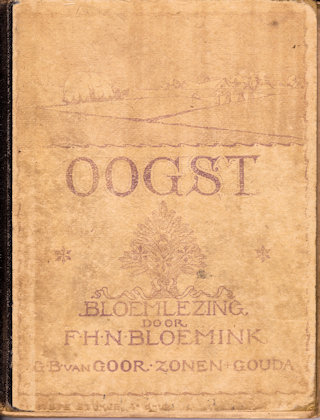 OOGST
BLOEMLEZING
DOOR
F·H·N·BLOEMINK
G·B·VAN GOOR·ZONEN+GOUDA